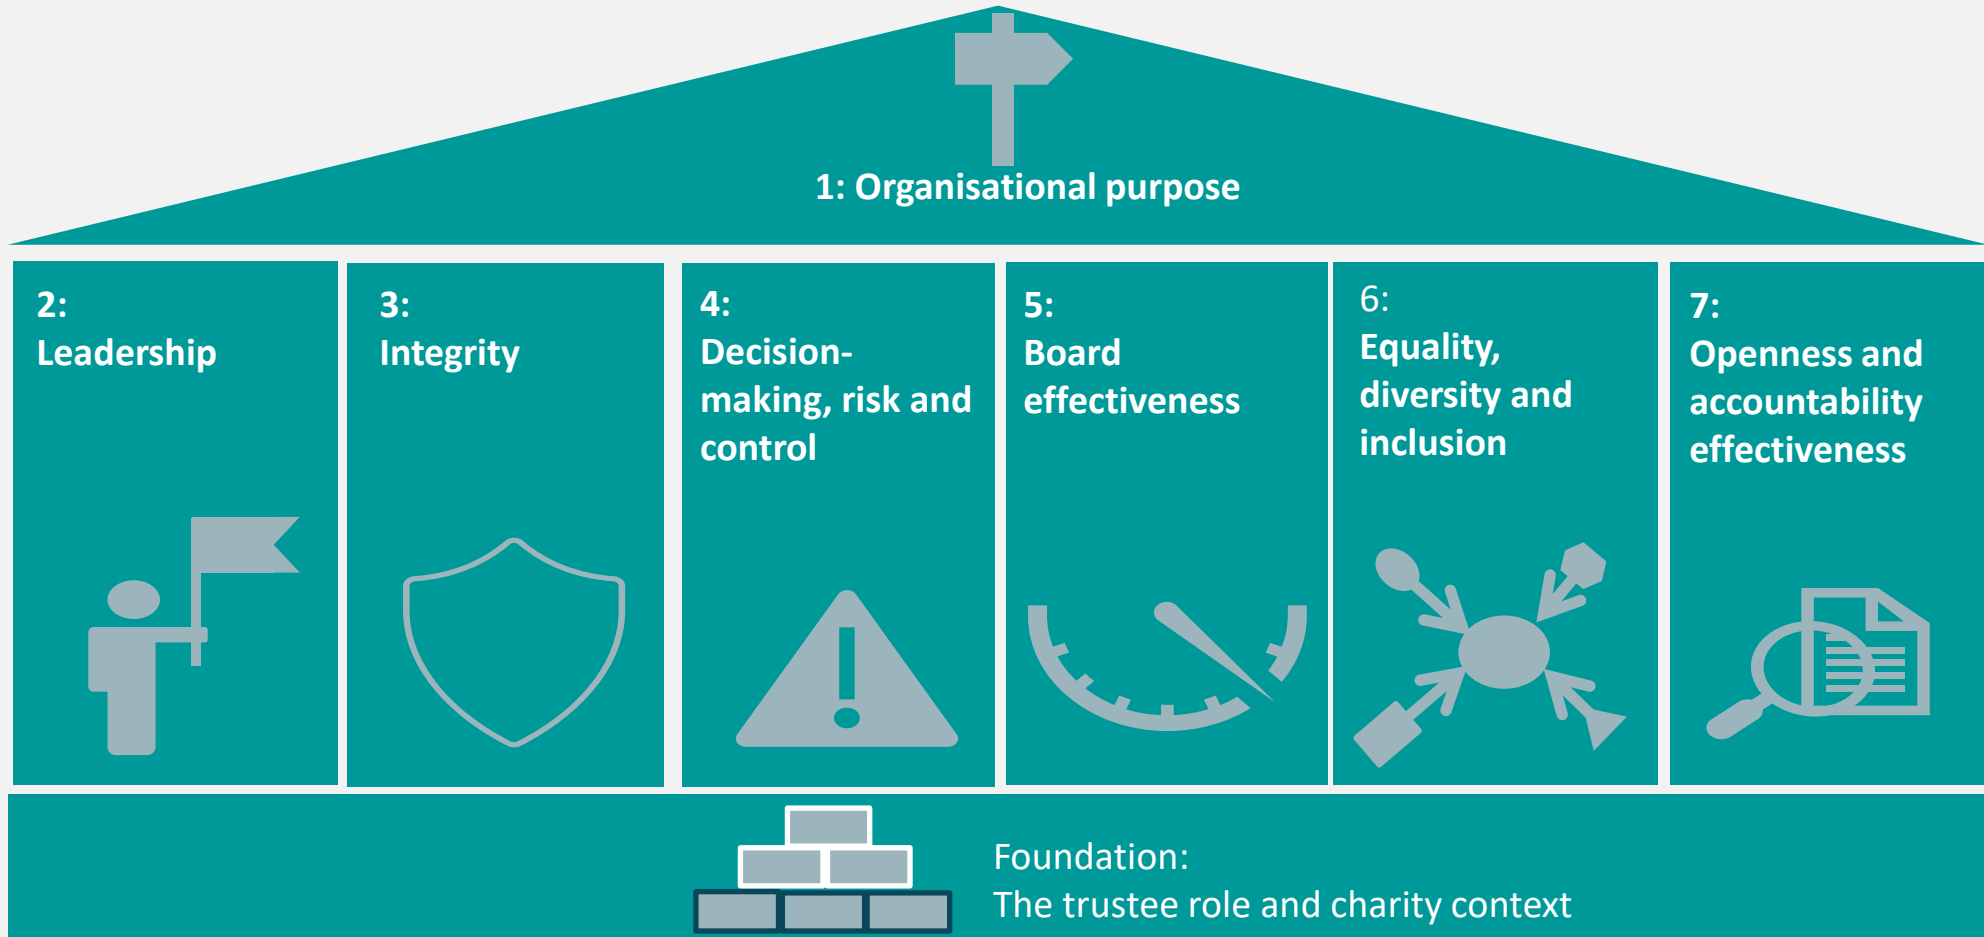 1: Organisational purpose
2:
Leadership
3:
Integrity
4:
Decision-
making, risk and
control
5:
Board
effectiveness
6:
Equality,
diversity and
inclusion
7:
Openness and
accountability
effectiveness
Foundation:
The trustee role and charity context